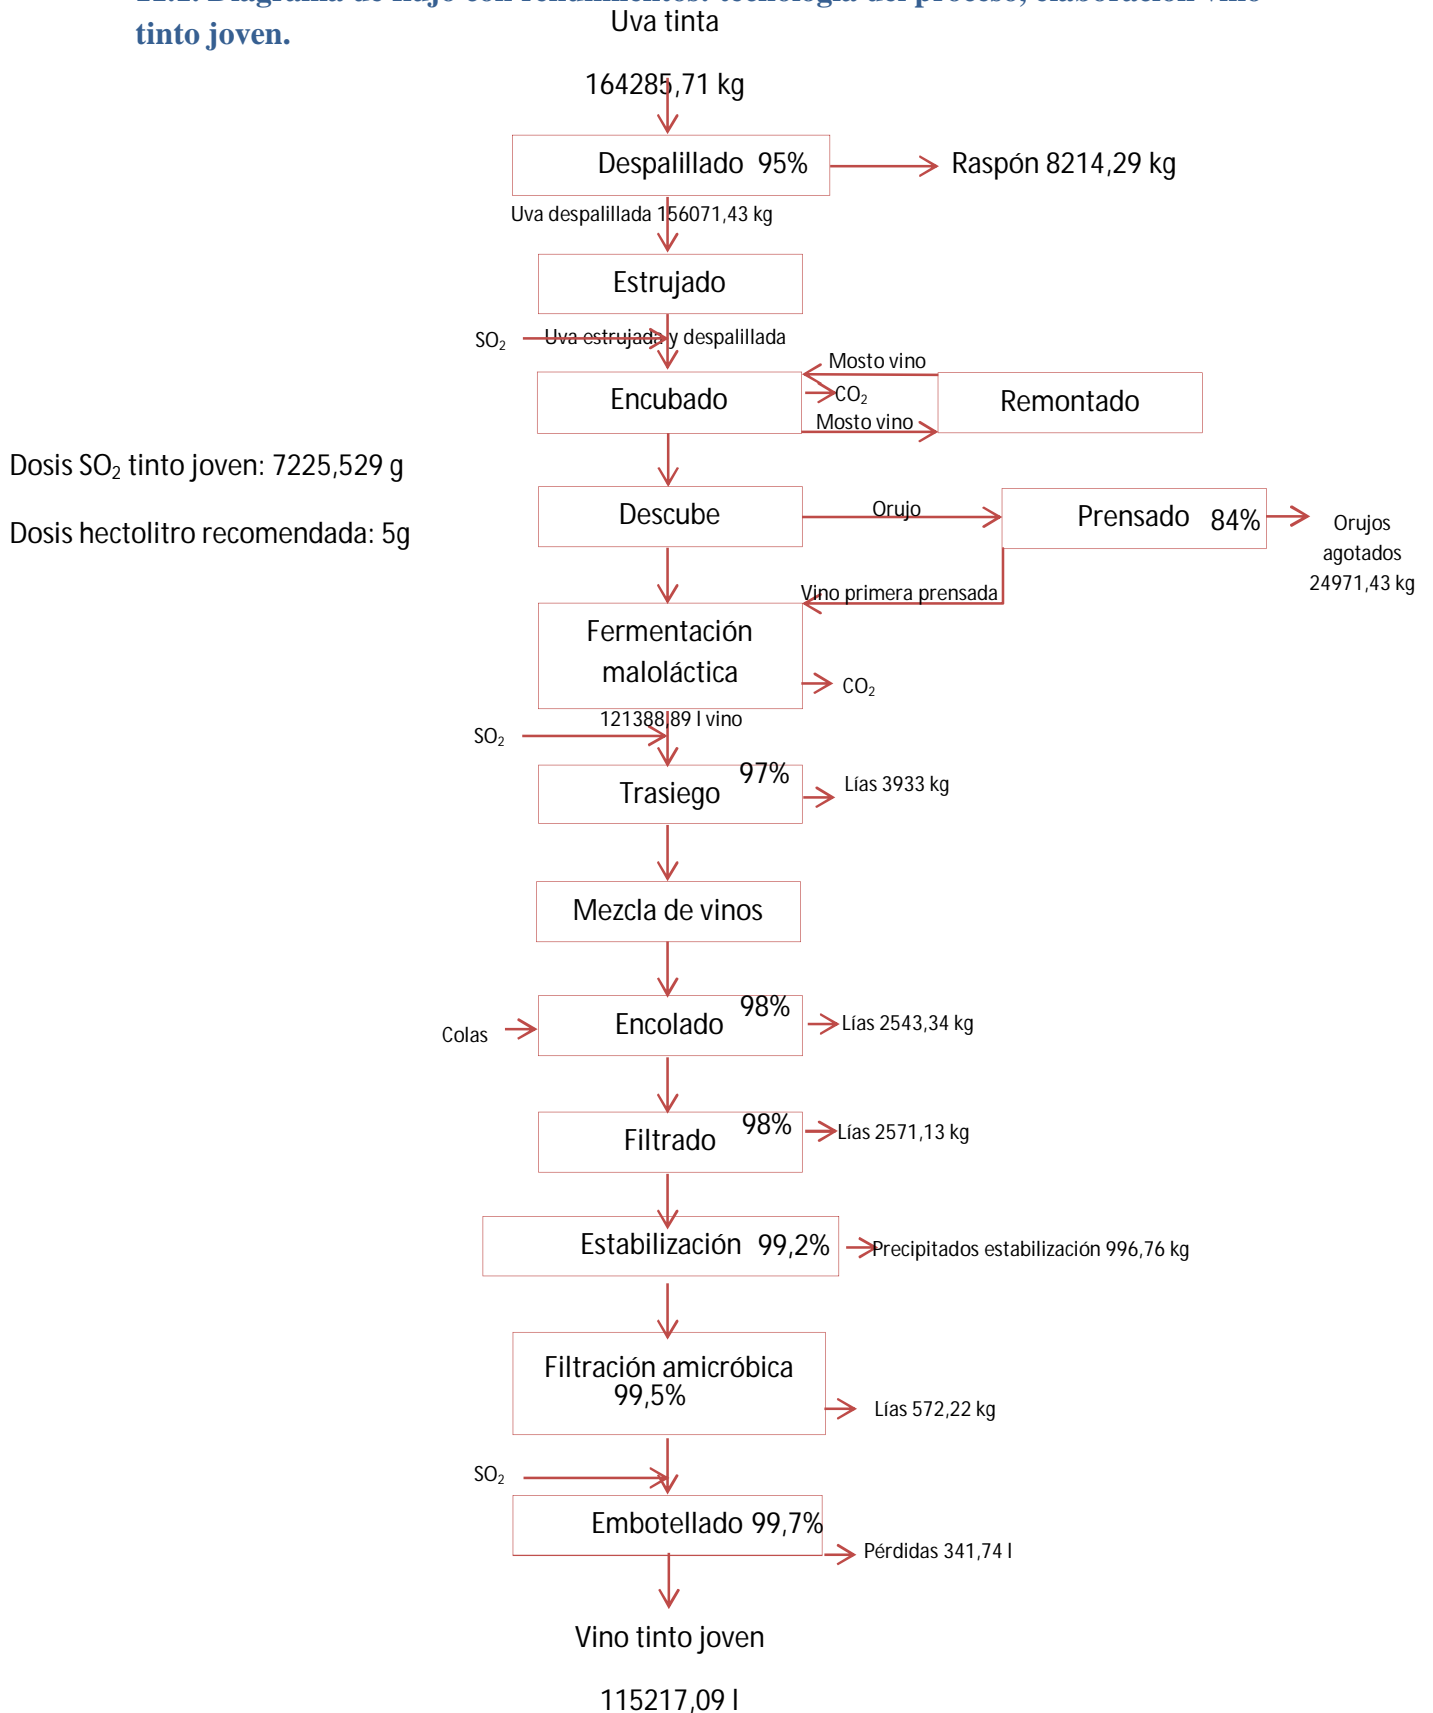 tinto joven.
Uva tinta
164285,71 kg
Despalillado 95%
Raspón 8214,29 kg
Uva despalillada 156071,43 kg
Estrujado
SO₂
Uva estrujada y despalillada
Mosto vino
Encubado
CO₂
Remontado
Mosto vino
Dosis SO₂ tinto joven: 7225,529 g
Dosis hectolitro recomendada: 5g
Descube
Orujo
Prensado 84%
Orujos
agotados
24971,43 kg
Vino primera prensada
Fermentación
maloláctica
CO₂
121388,89 l vino
SO₂
97%
Trasiego
Lías 3933 kg
Mezcla de vinos
98%
Encolado
Colas
Lías 2543,34 kg
98%
Filtrado
Lías 2571,13 kg
Estabilización 99,2%
Precipitados estabilización 996,76 kg
Filtración amicróbica
99,5%
Lías 572,22 kg
SO₂
Embotellado 99,7%
Pérdidas 341,74 l
Vino tinto joven
115217,09 l